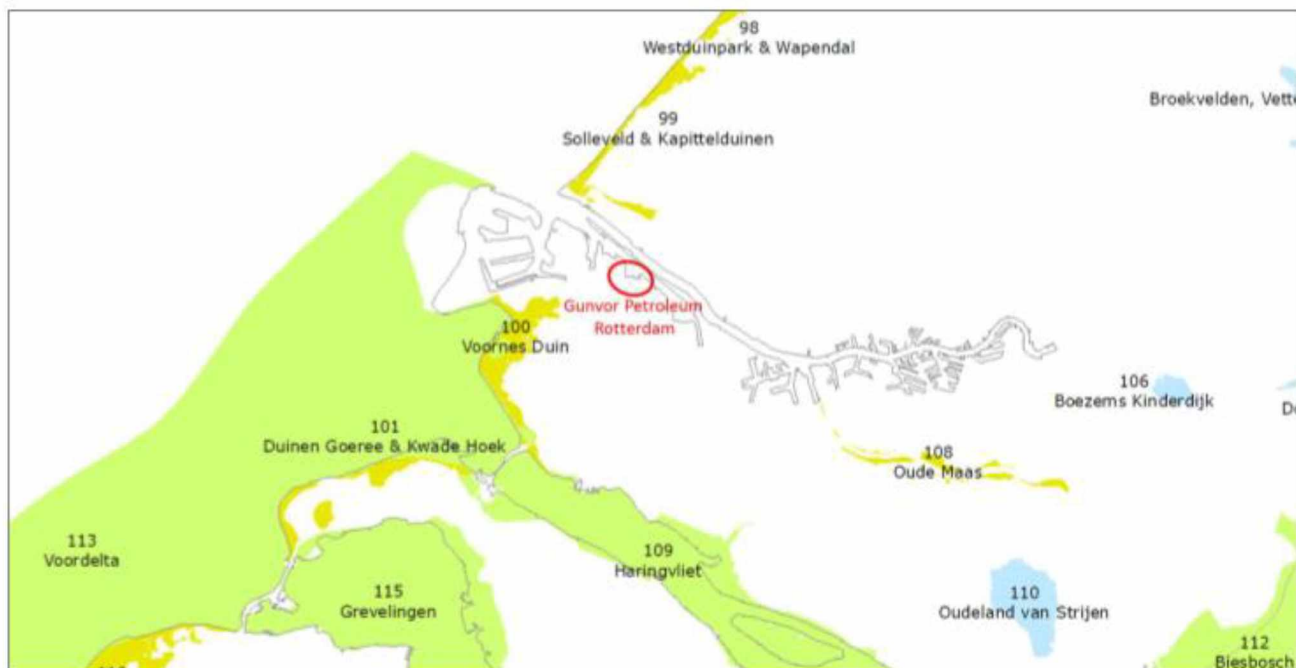 98
Westduinpark & Wapendal
Broekvelden, Vette
99
Solleveld & Kapittelduinen
Gunvor Petroleum
Rotterdam
100
Voornes Duin
106
Boezems Kinderdijk
101
Duinen Goeree & Kwade Hoek
108
Oude Maas
113
Voordelta
109
Haringvliet
115
Grevelingen
110
Oudeland van Strijen
112
Biesbosch